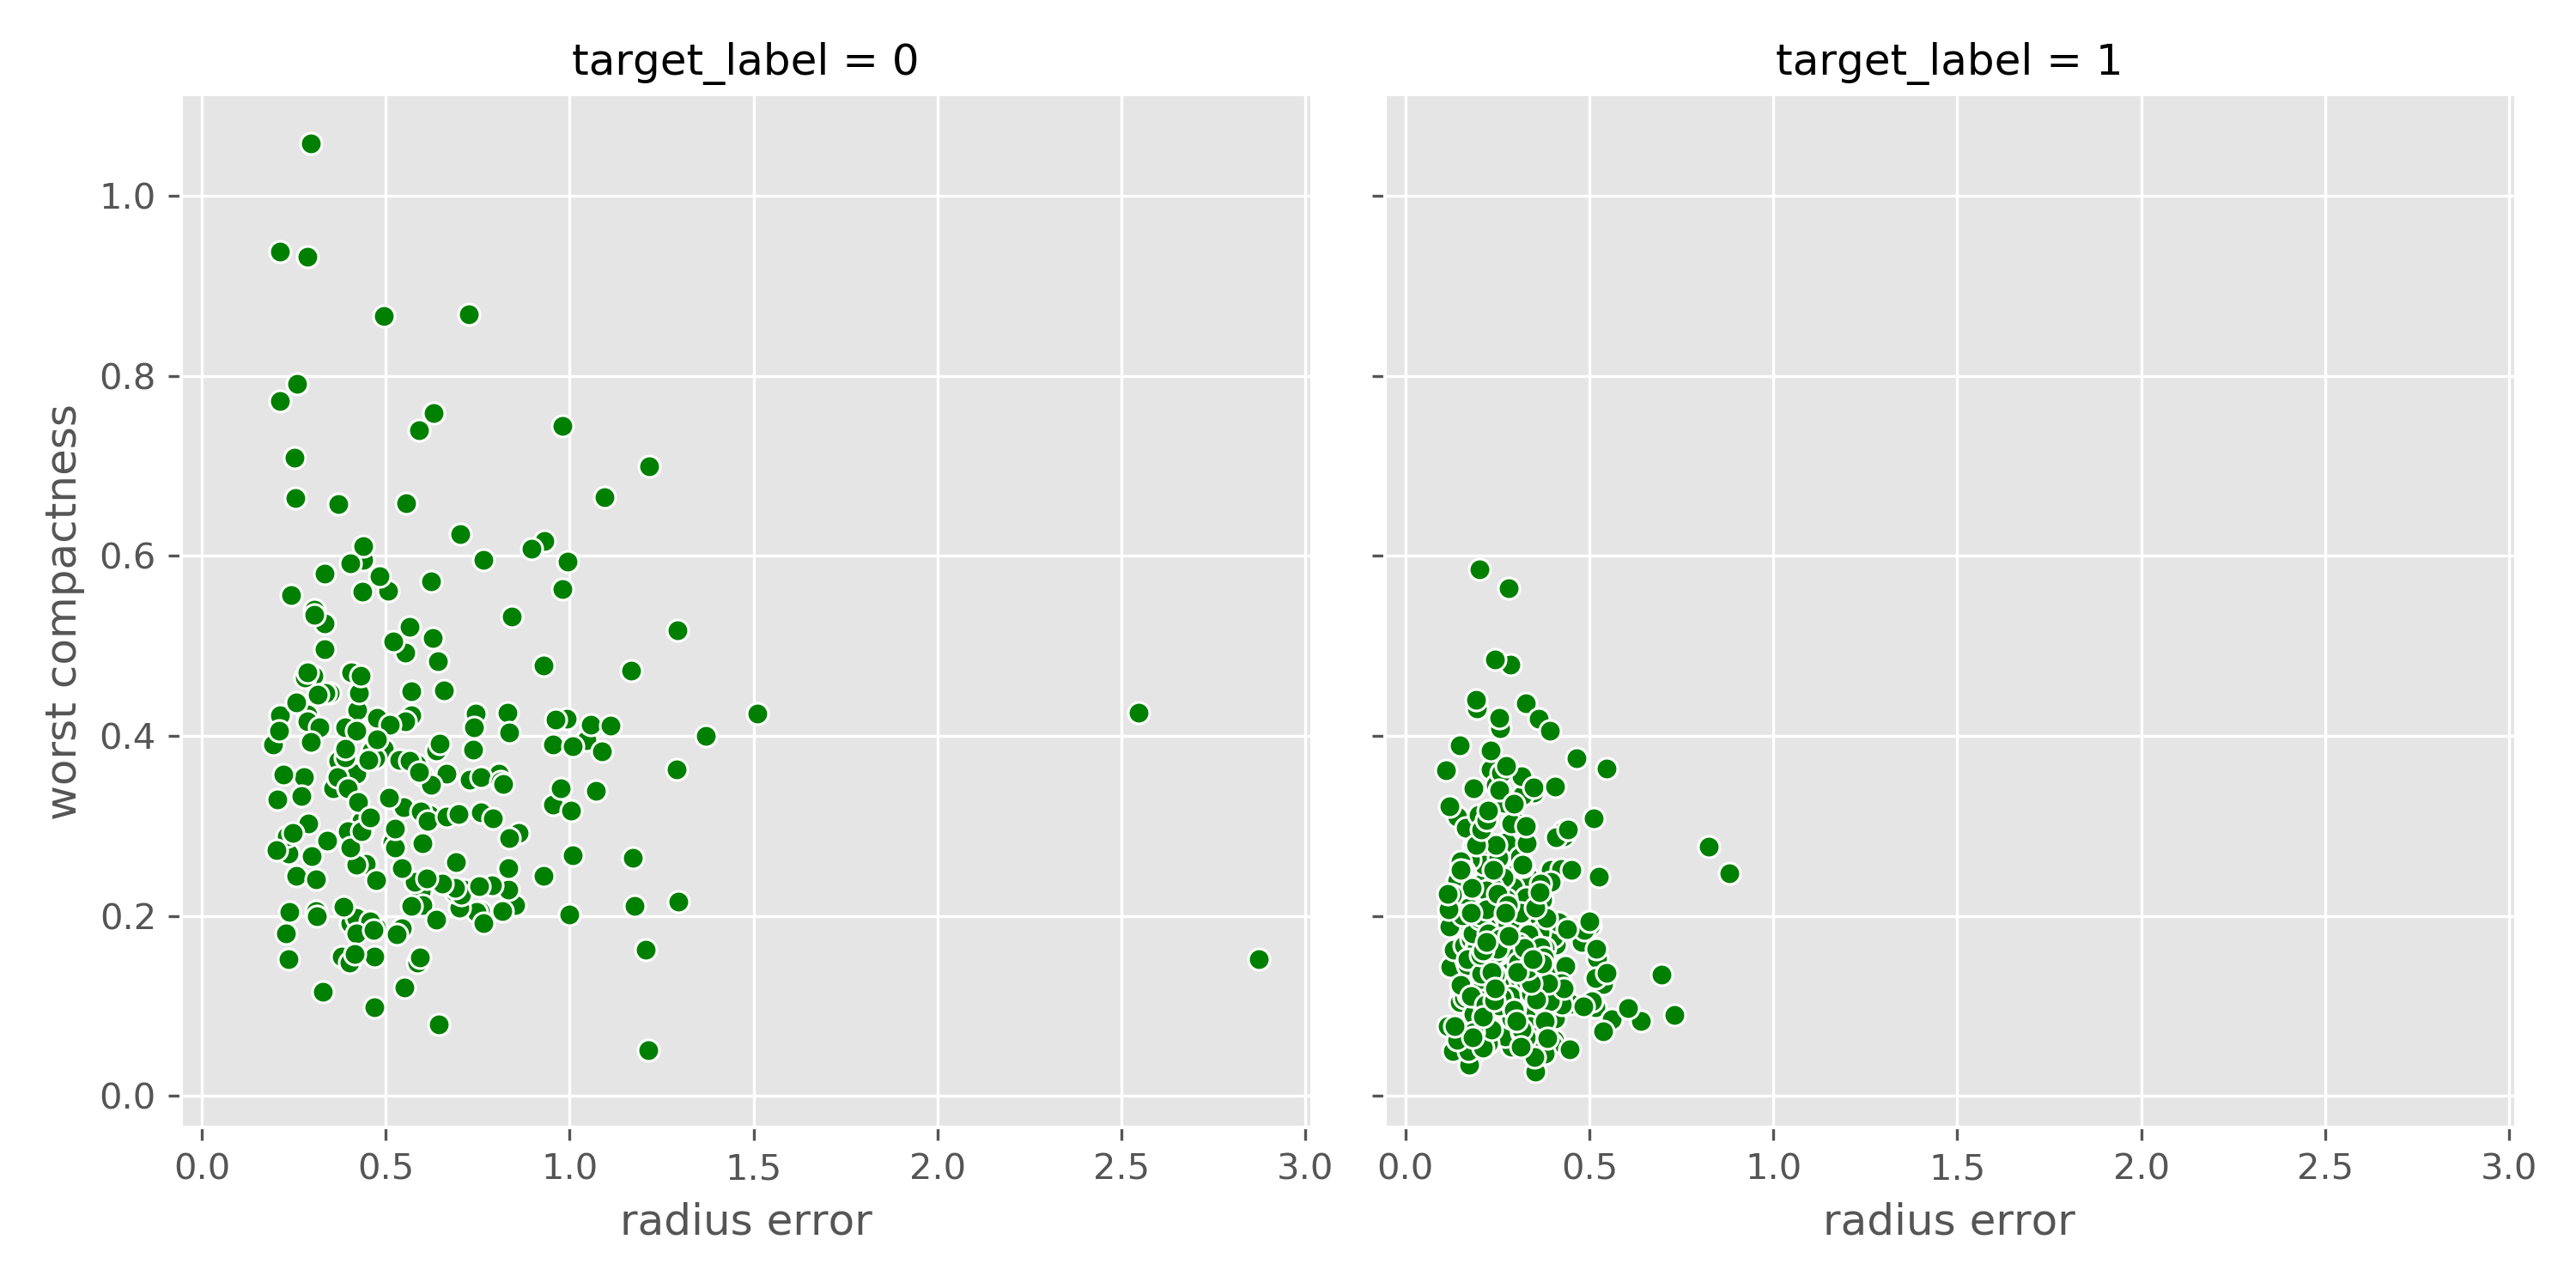 target_label = 0
target_label = 1
worst compactness
1.0
0.8
0.6
0.4
0.2
0.0
0.0 0.5 1.0 1.5 2.0 2.5 3.0
0.0 0.5 1.0 1.5 2.0 2.5 3.0
radius error
radius error